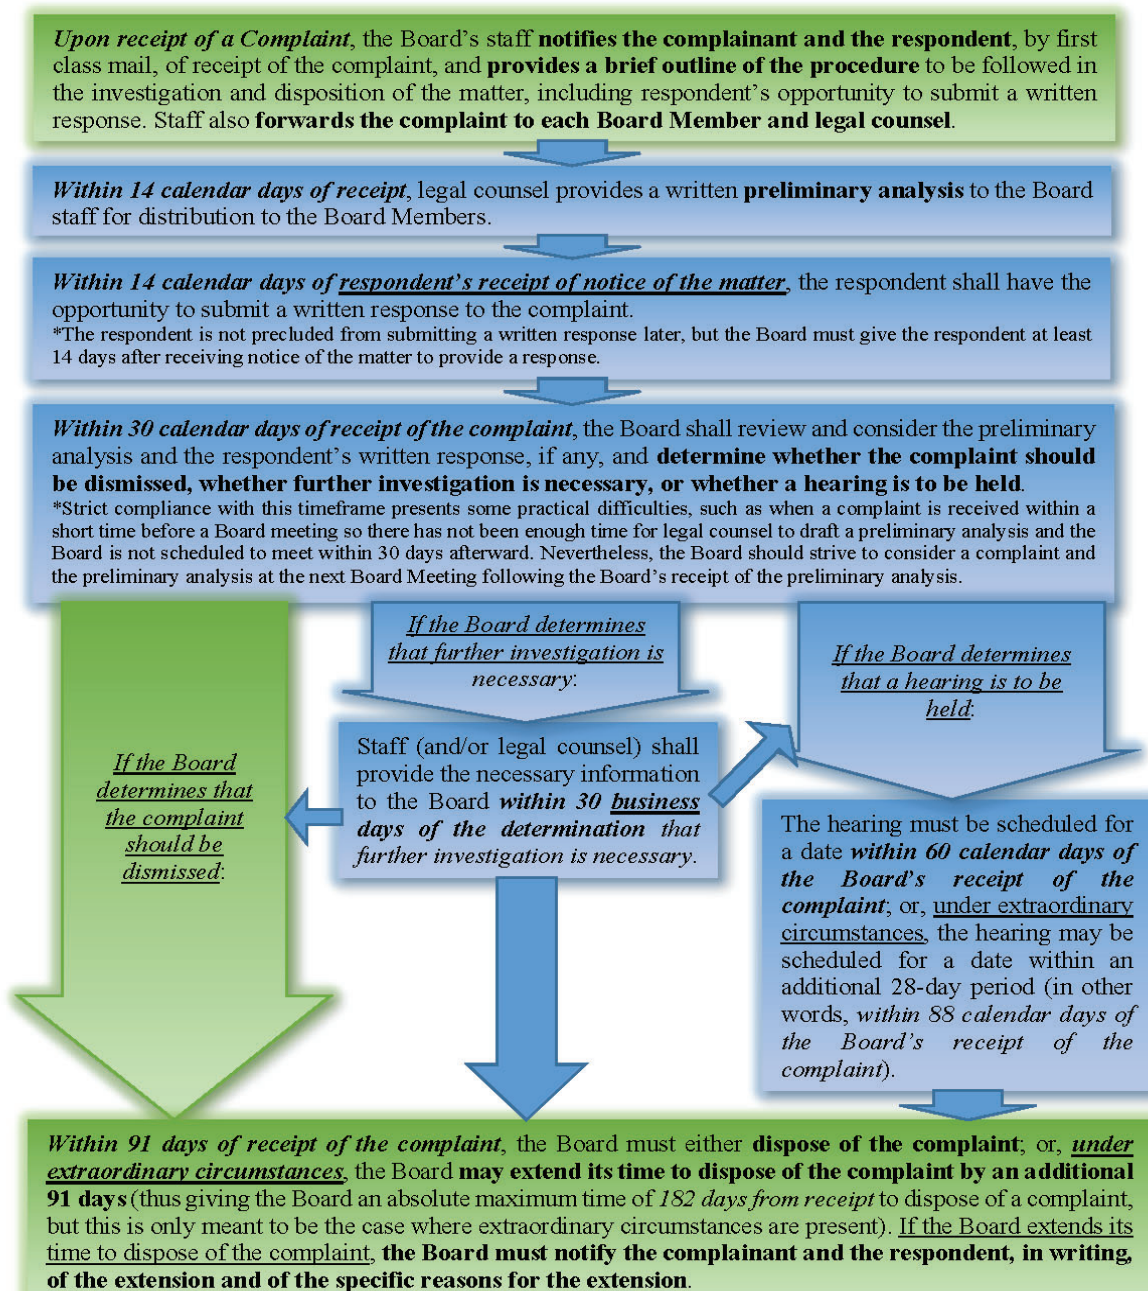 Upon receipt of a Complaint, the Board's staff notifies the complainant and the respondent, by first
class mail, of receipt of the complaint, and provides a brief outline of the procedure to be followed in
the investigation and disposition of the matter, including respondent's opportunity to submit a written
response. Staff also forwards the complaint to each Board Member and legal counsel.
Within 14 calendar days of receipt, legal counsel provides a written preliminary analysis to the Board
staff for distribution to the Board Members.
Within 14 calendar days of respondent's receipt of notice of the matter, the respondent shall have the
opportunity to submit a written response to the complaint.
*The respondent is not precluded from submitting a written response later, but the Board must give the respondent at least
14 days after receiving notice of the matter to provide a response.
Within 30 calendar days of receipt of the complaint, the Board shall review and consider the preliminary
analysis and the respondent's written response, if any, and determine whether the complaint should
be dismissed, whether further investigation is necessary, or whether a hearing is to be held.
*Strict compliance with this timeframe presents some practical difficulties, such as when a complaint is received within a
short time before a Board meeting so there has not been enough time for legal counsel to draft a preliminary analysis and the
Board is not scheduled to meet within 30 days afterward. Nevertheless, the Board should strive to consider a complaint and
the preliminary analysis at the next Board Meeting following the Board's receipt of the preliminary analysis.
If the Board
determines that
the complaint
should be
dismissed:
If the Board determines
that further investigation is
necessary:
Staff (and/or legal counsel) shall
provide the necessary information
to the Board within 30 business
days of the determination that
further investigation is necessary.
If the Board determines
that a hearing is to be
held:
The hearing must be scheduled for
a date within 60 calendar days of
the Board's receipt of the
complaint; or, under extraordinary
circumstances, the hearing may be
scheduled for a date within an
additional 28-day period (in other
words, within 88 calendar days of
the Board's receipt of the
complaint).
Within 91 days of receipt of the complaint, the Board must either dispose of the complaint; or, under
extraordinary circumstances, the Board may extend its time to dispose of the complaint by an additional
91 days (thus giving the Board an absolute maximum time of 182 days from receipt to dispose of a complaint,
but this is only meant to be the case where extraordinary circumstances are present). If the Board extends its
time to dispose of the complaint, the Board must notify the complainant and the respondent, in writing,
of the extension and of the specific reasons for the extension.